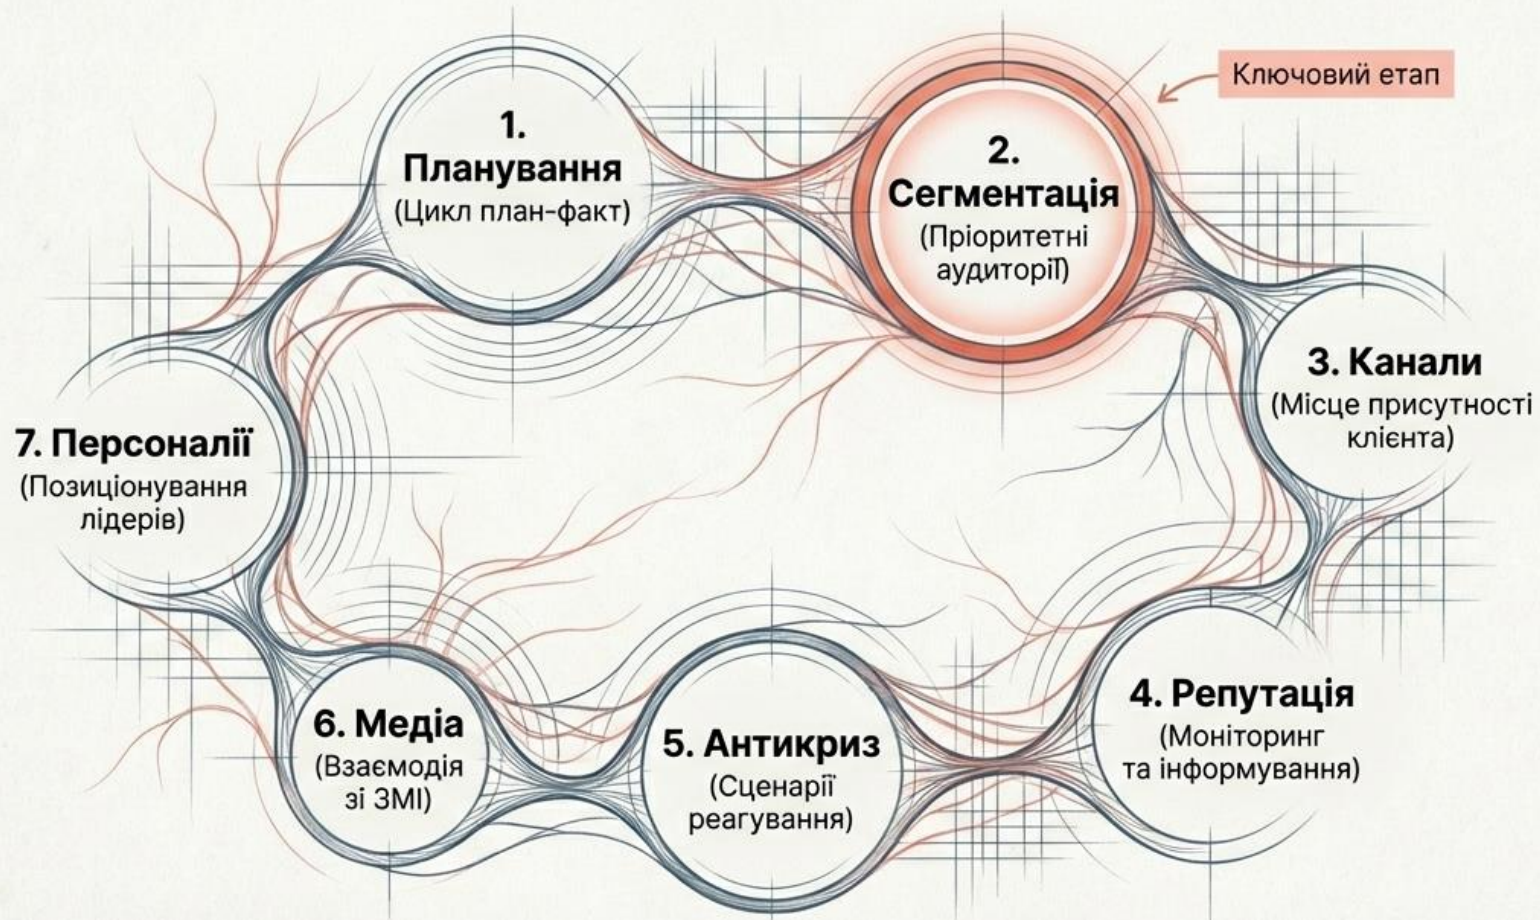 1.
Планування
(Цикл план-факт)
2.
Сегментація
(Пріоритетні
аудиторії)
Ключовий етап
3. Канали
(Місце присутності
клієнта)
4. Репутація
(Моніторинг
та інформування)
5. Антикриз
(Сценарії
реагування)
6. Медіа
(Взаємодія
зі ЗМІ)
7. Персоналії
(Позиціонування
лідерів)